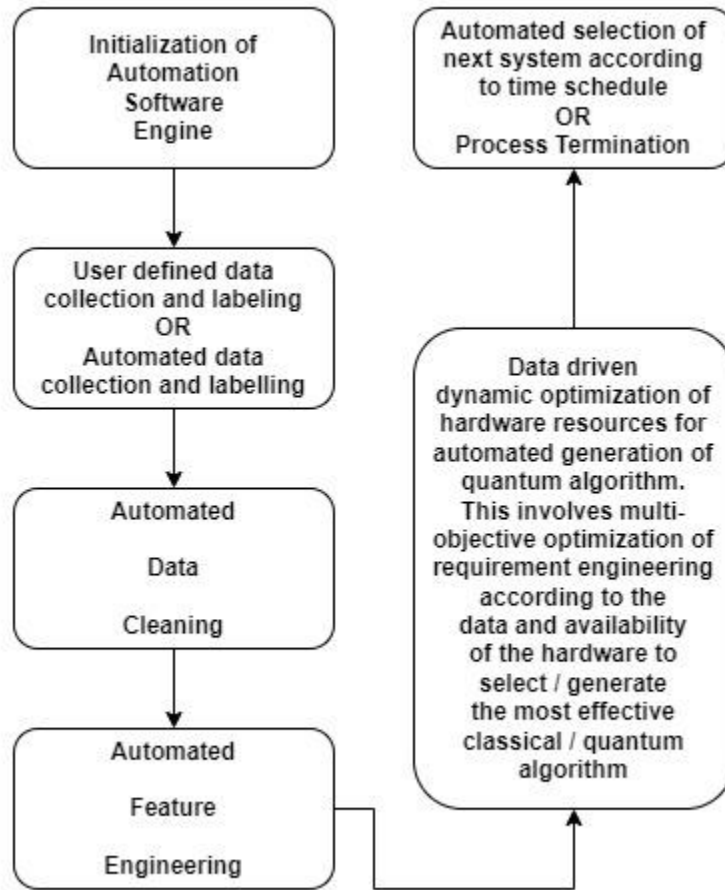 Initialization of
Automation
Software
Engine
User defined data
collection and labeling
OR
Automated data
collection and labelling
Automated
Data
Cleaning
Automated
Feature
Engineering
Data driven
dynamic optimization of
hardware resources for
automated generation of
quantum algorithm.
This involves multi-
objective optimization of
requirement engineering
according to the
data and availability
of the hardware to
select / generate
the most effective
classical / quantum
algorithm
Automated selection of
next system according
to time schedule
OR
Process Termination